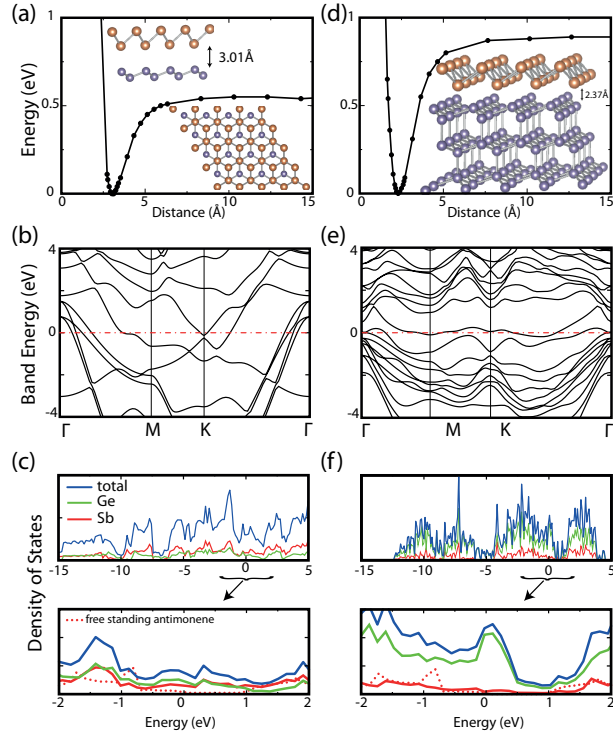 (a)
(d)
1
0.5
0
Energy (eV)
3.01Å
0 5 10 15
Distance (Å)
1
0.5
0
2.37Å
0 5 10 15
Distance (Å)
(b)
(e)
4
0
-4
Band Energy (eV)
Γ M K Γ
4
0
-4
Γ M K Γ
(c)
(f)
total
Ge
Sb
-15 -10 -5 0 5
-15 -10 -5 0 5
Density of States
free standing antimonene
-2 -1 0 1 2
Energy (eV)
-2 -1 0 1 2
Energy (eV)